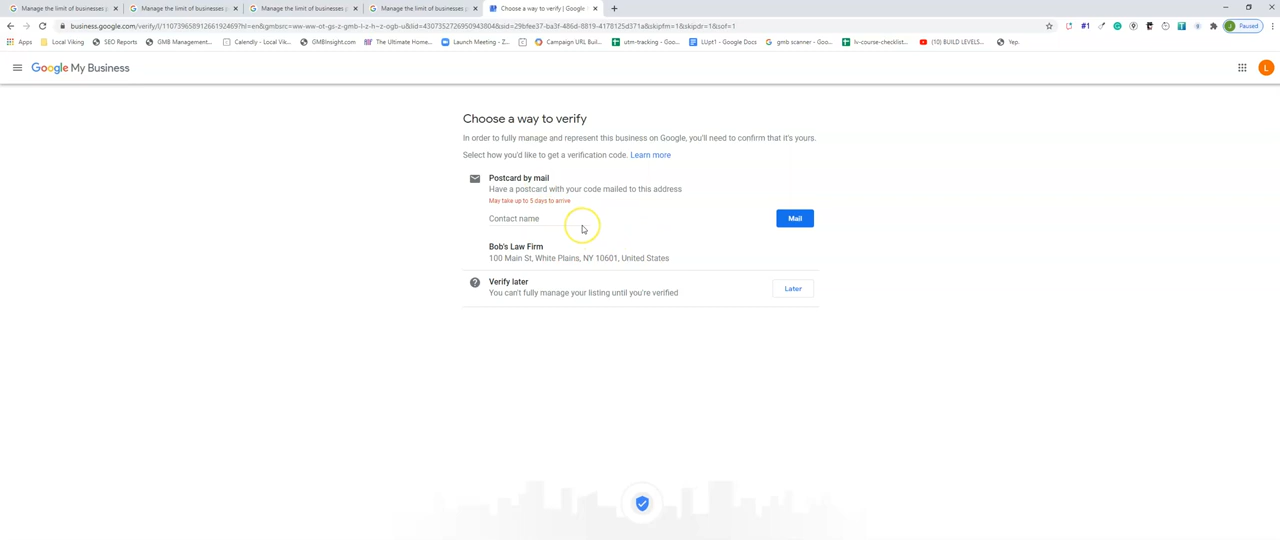 Manage the limit of businesses
Manage the limit of businesses y
Manage the limit of businesses y
Manage the limit of businesses y
Choose a way to verify | Google
Apps
Local Viking
SEO Reports
GMB Management...
Calendly - Local Vik...
GMBInsight.com
The Ultimate Home...
Launch Meeting - Z...
Campaign URL Buil...
utm-tracking - Goo...
LUpt1 - Google Docs
gmb scanner - Goo...
lv-course-checklist...
(10) BUILD LEVELS...
Yep.
#1
Paused
Google My Business
L
Choose a way to verify
In order to fully manage and represent this business on Google, you'll need to confirm that it's yours.
Select how you'd like to get a verification code. Learn more
Postcard by mail
Have a postcard with your code mailed to this address
May take up to 5 days to arrive
Contact name
Mail
Bob's Law Firm
100 Main St, White Plains, NY 10601, United States
Verify later
You can't fully manage your listing until you're verified
Later